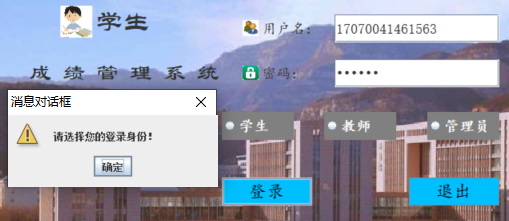 学生
成绩管理系统
用户名：
17070041461563
密码：
••••••
消息对话框
请选择您的登录身份！
确定
学生
教师
管理员
登录
退出